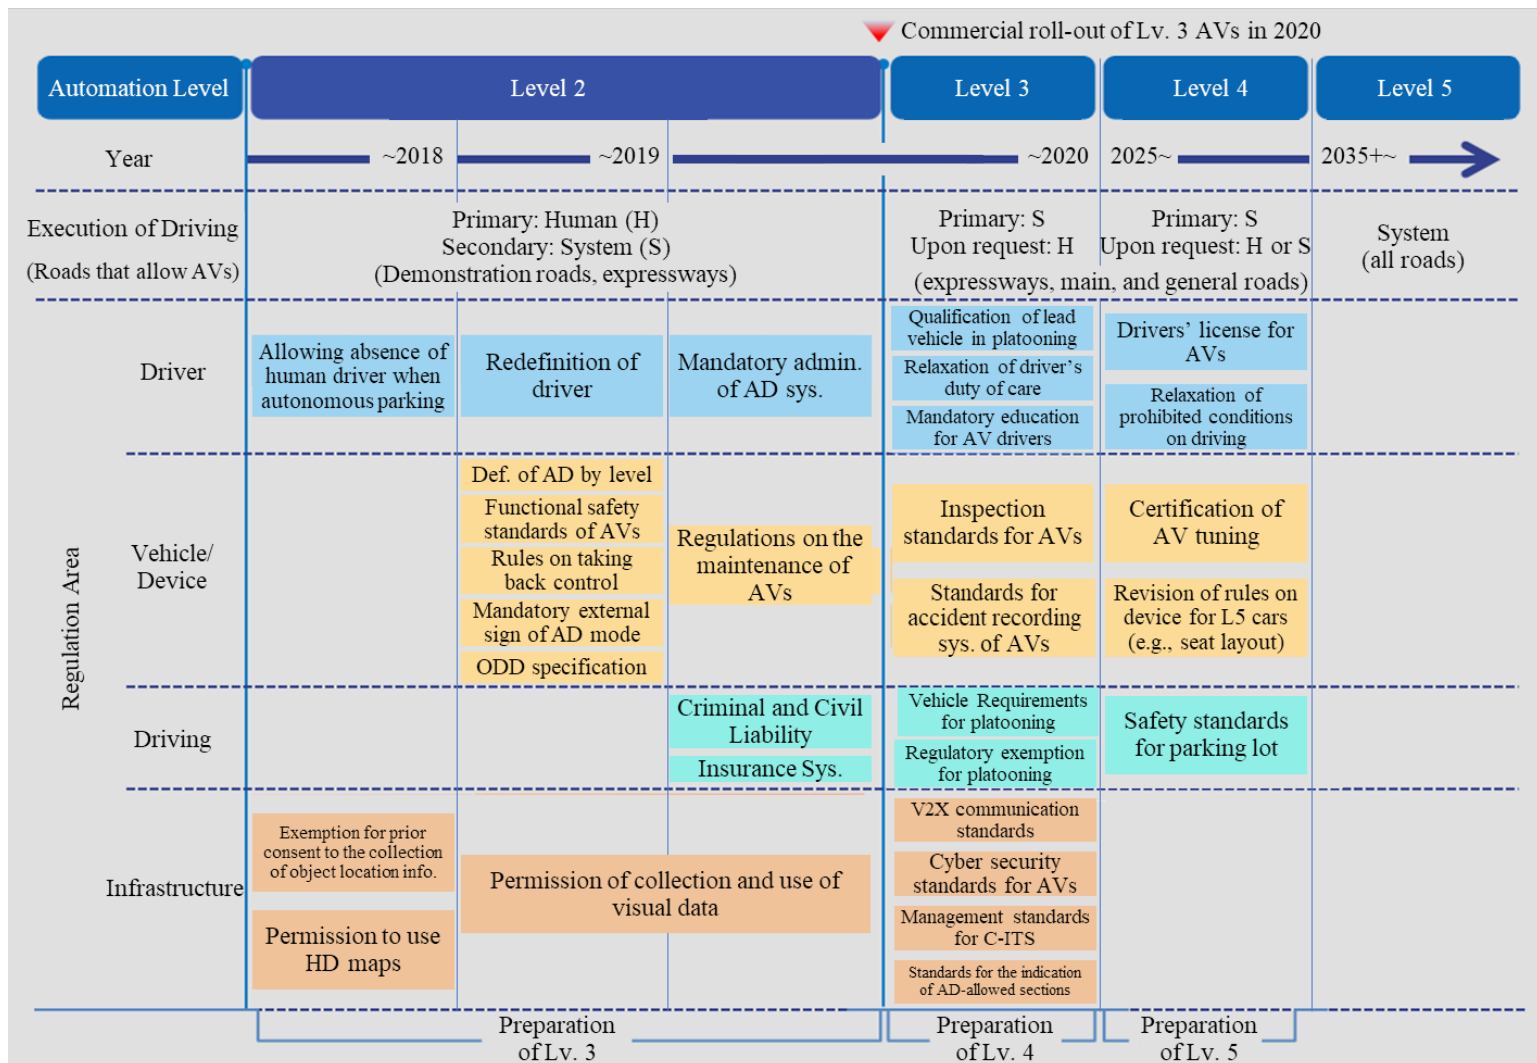 Commercial roll-out of Lv. 3 AVs in 2020
Automation Level
Level 2
Level 3
Level 4
Level 5
Year
~2018
~2019
~2020
2025~
2035+~
Execution of Driving
(Roads that allow AVs)
Primary: Human (H)
Secondary: System (S)
(Demonstration roads, expressways)
Primary: S
Upon request: H
Primary: S
Upon request: H or S
(expressways, main, and general roads)
System
(all roads)
Regulation Area
Driver
Allowing absence of
human driver when
autonomous parking
Redefinition of
driver
Mandatory admin.
of AD sys.
Qualification of lead
vehicle in platooning
Relaxation of driver's
duty of care
Mandatory education
for AV drivers
Drivers' license for
AVs
Relaxation of
prohibited conditions
on driving
Vehicle/
Device
Def. of AD by level
Functional safety
standards of AVs
Rules on taking
back control
Mandatory external
sign of AD mode
ODD specification
Regulations on the
maintenance of
AVs
Inspection
standards for AVs
Standards for
accident recording
sys. of AVs
Certification of
AV tuning
Revision of rules on
device for L5 cars
(e.g., seat layout)
Driving
Criminal and Civil
Liability
Insurance Sys.
Vehicle Requirements
for platooning
Regulatory exemption
for platooning
Safety standards
for parking lot
Infrastructure
Exemption for prior
consent to the collection
of object location info.
Permission to use
HD maps
Permission of collection and use of
visual data
V2X communication
standards
Cyber security
standards for AVs
Management standards
for C-ITS
Standards for the indication
of AD-allowed sections
Preparation
of Lv. 3
Preparation
of Lv. 4
Preparation
of Lv. 5